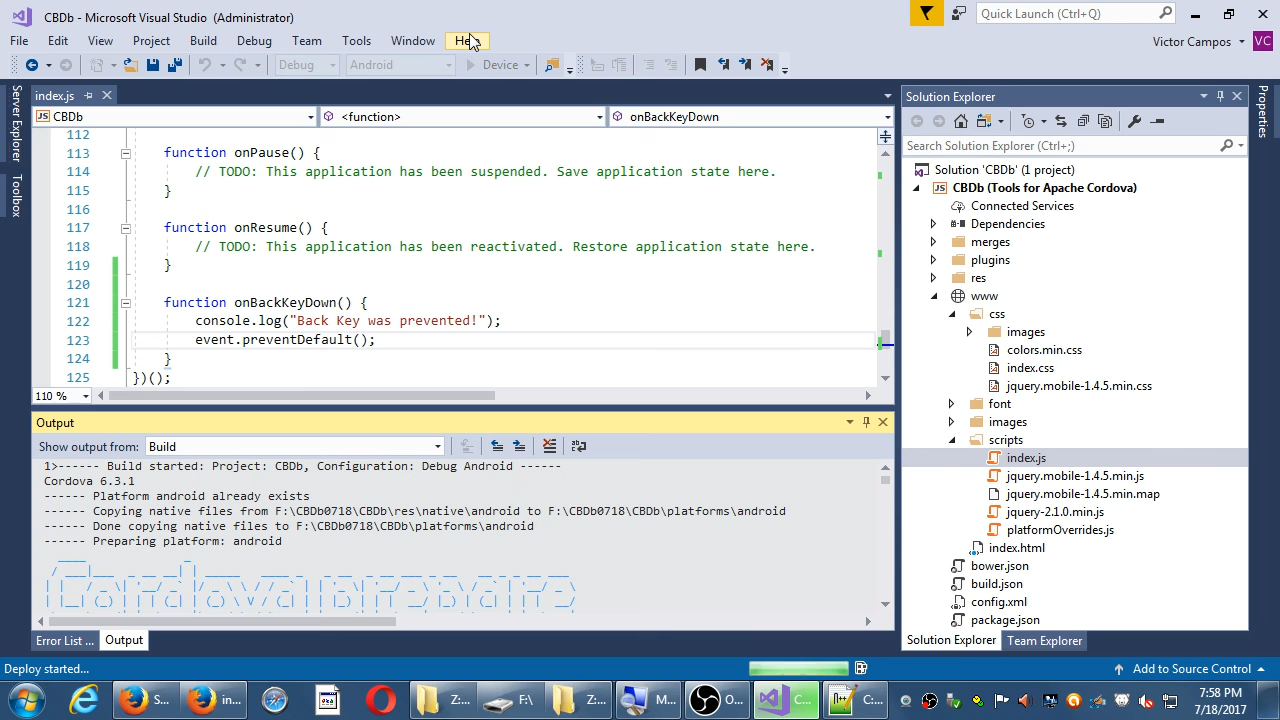 CBDb - Microsoft Visual Studio (Administrator)
Quick Launch (Ctrl+Q)
File Edit View Project Build Debug Team Tools Window Help
Victor Campos VC
Debug Android Device
index.js
CBDb <function> onBackKeyDown
Server Explorer
Toolbox
112
113 function onPause() {
114 // TODO: This application has been suspended. Save application state here.
115 }
116
117 function onResume() {
118 // TODO: This application has been reactivated. Restore application state here.
119 }
120
121 function onBackKeyDown() {
122 console.log("Back Key was prevented!");
123 event.preventDefault();
124 }
125 })();
110 %
Output
Show output from: Build
1>------ Build started: Project: CBDb, Configuration: Debug Android ------
Cordova 6.3.1
------ Platform android already exists
------ Copying native files from F:\CBDb0718\CBDb\res\native\android to F:\CBDb0718\CBDb\platforms\android
------ Done copying native files to F:\CBDb0718\CBDb\platforms\android
------ Preparing platform: android
Error List ... Output
Solution Explorer
Search Solution Explorer (Ctrl+;)
Solution 'CBDb' (1 project)
CBDb (Tools for Apache Cordova)
Connected Services
Dependencies
merges
plugins
res
www
css
images
colors.min.css
index.css
jquery.mobile-1.4.5.min.css
font
images
scripts
index.js
jquery.mobile-1.4.5.min.js
jquery.mobile-1.4.5.min.map
jquery-2.1.0.min.js
platformOverrides.js
index.html
bower.json
build.json
config.xml
package.json
Solution Explorer Team Explorer
Properties
Deploy started...
Add to Source Control
S... in... Z:... F:\ Z:... M... O... C... C:...
7:58 PM
7/18/2017